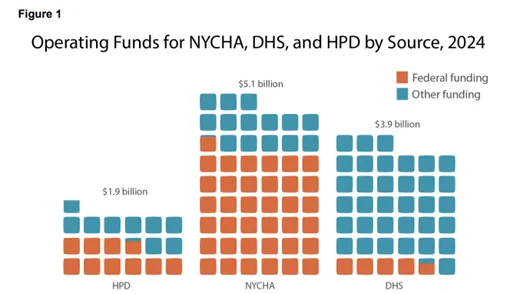 Figure 1
Operating Funds for NYCHA, DHS, and HPD by Source, 2024
Federal funding
Other funding
$5.1 billion
$3.9 billion
$1.9 billion
HPD
NYCHA
DHS